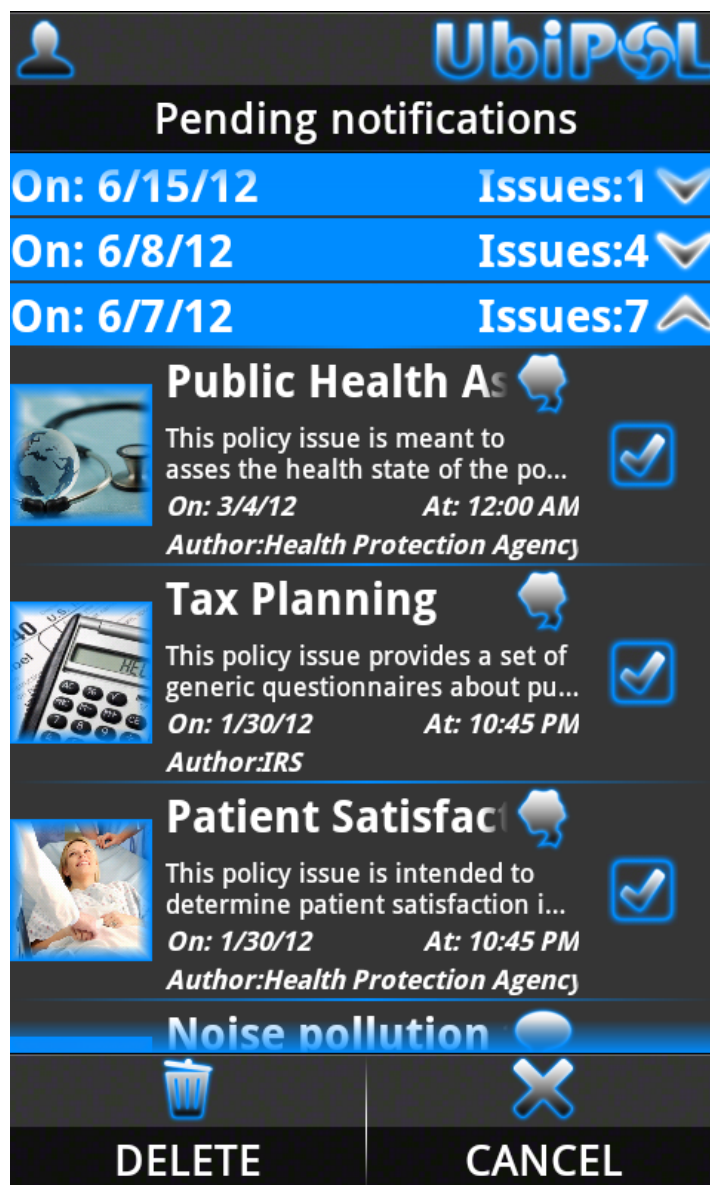 UbiPOL
Pending notifications
On: 6/15/12 Issues:1
On: 6/8/12 Issues:4
On: 6/7/12 Issues:7
Public Health As
This policy issue is meant to
asses the health state of the po...
On: 3/4/12 At: 12:00 AM
Author:Health Protection Agency
Tax Planning
This policy issue provides a set of
generic questionnaires about pu...
On: 1/30/12 At: 10:45 PM
Author:IRS
Patient Satisfact
This policy issue is intended to
determine patient satisfaction i...
On: 1/30/12 At: 10:45 PM
Author:Health Protection Agency
Noise pollution
DELETE CANCEL